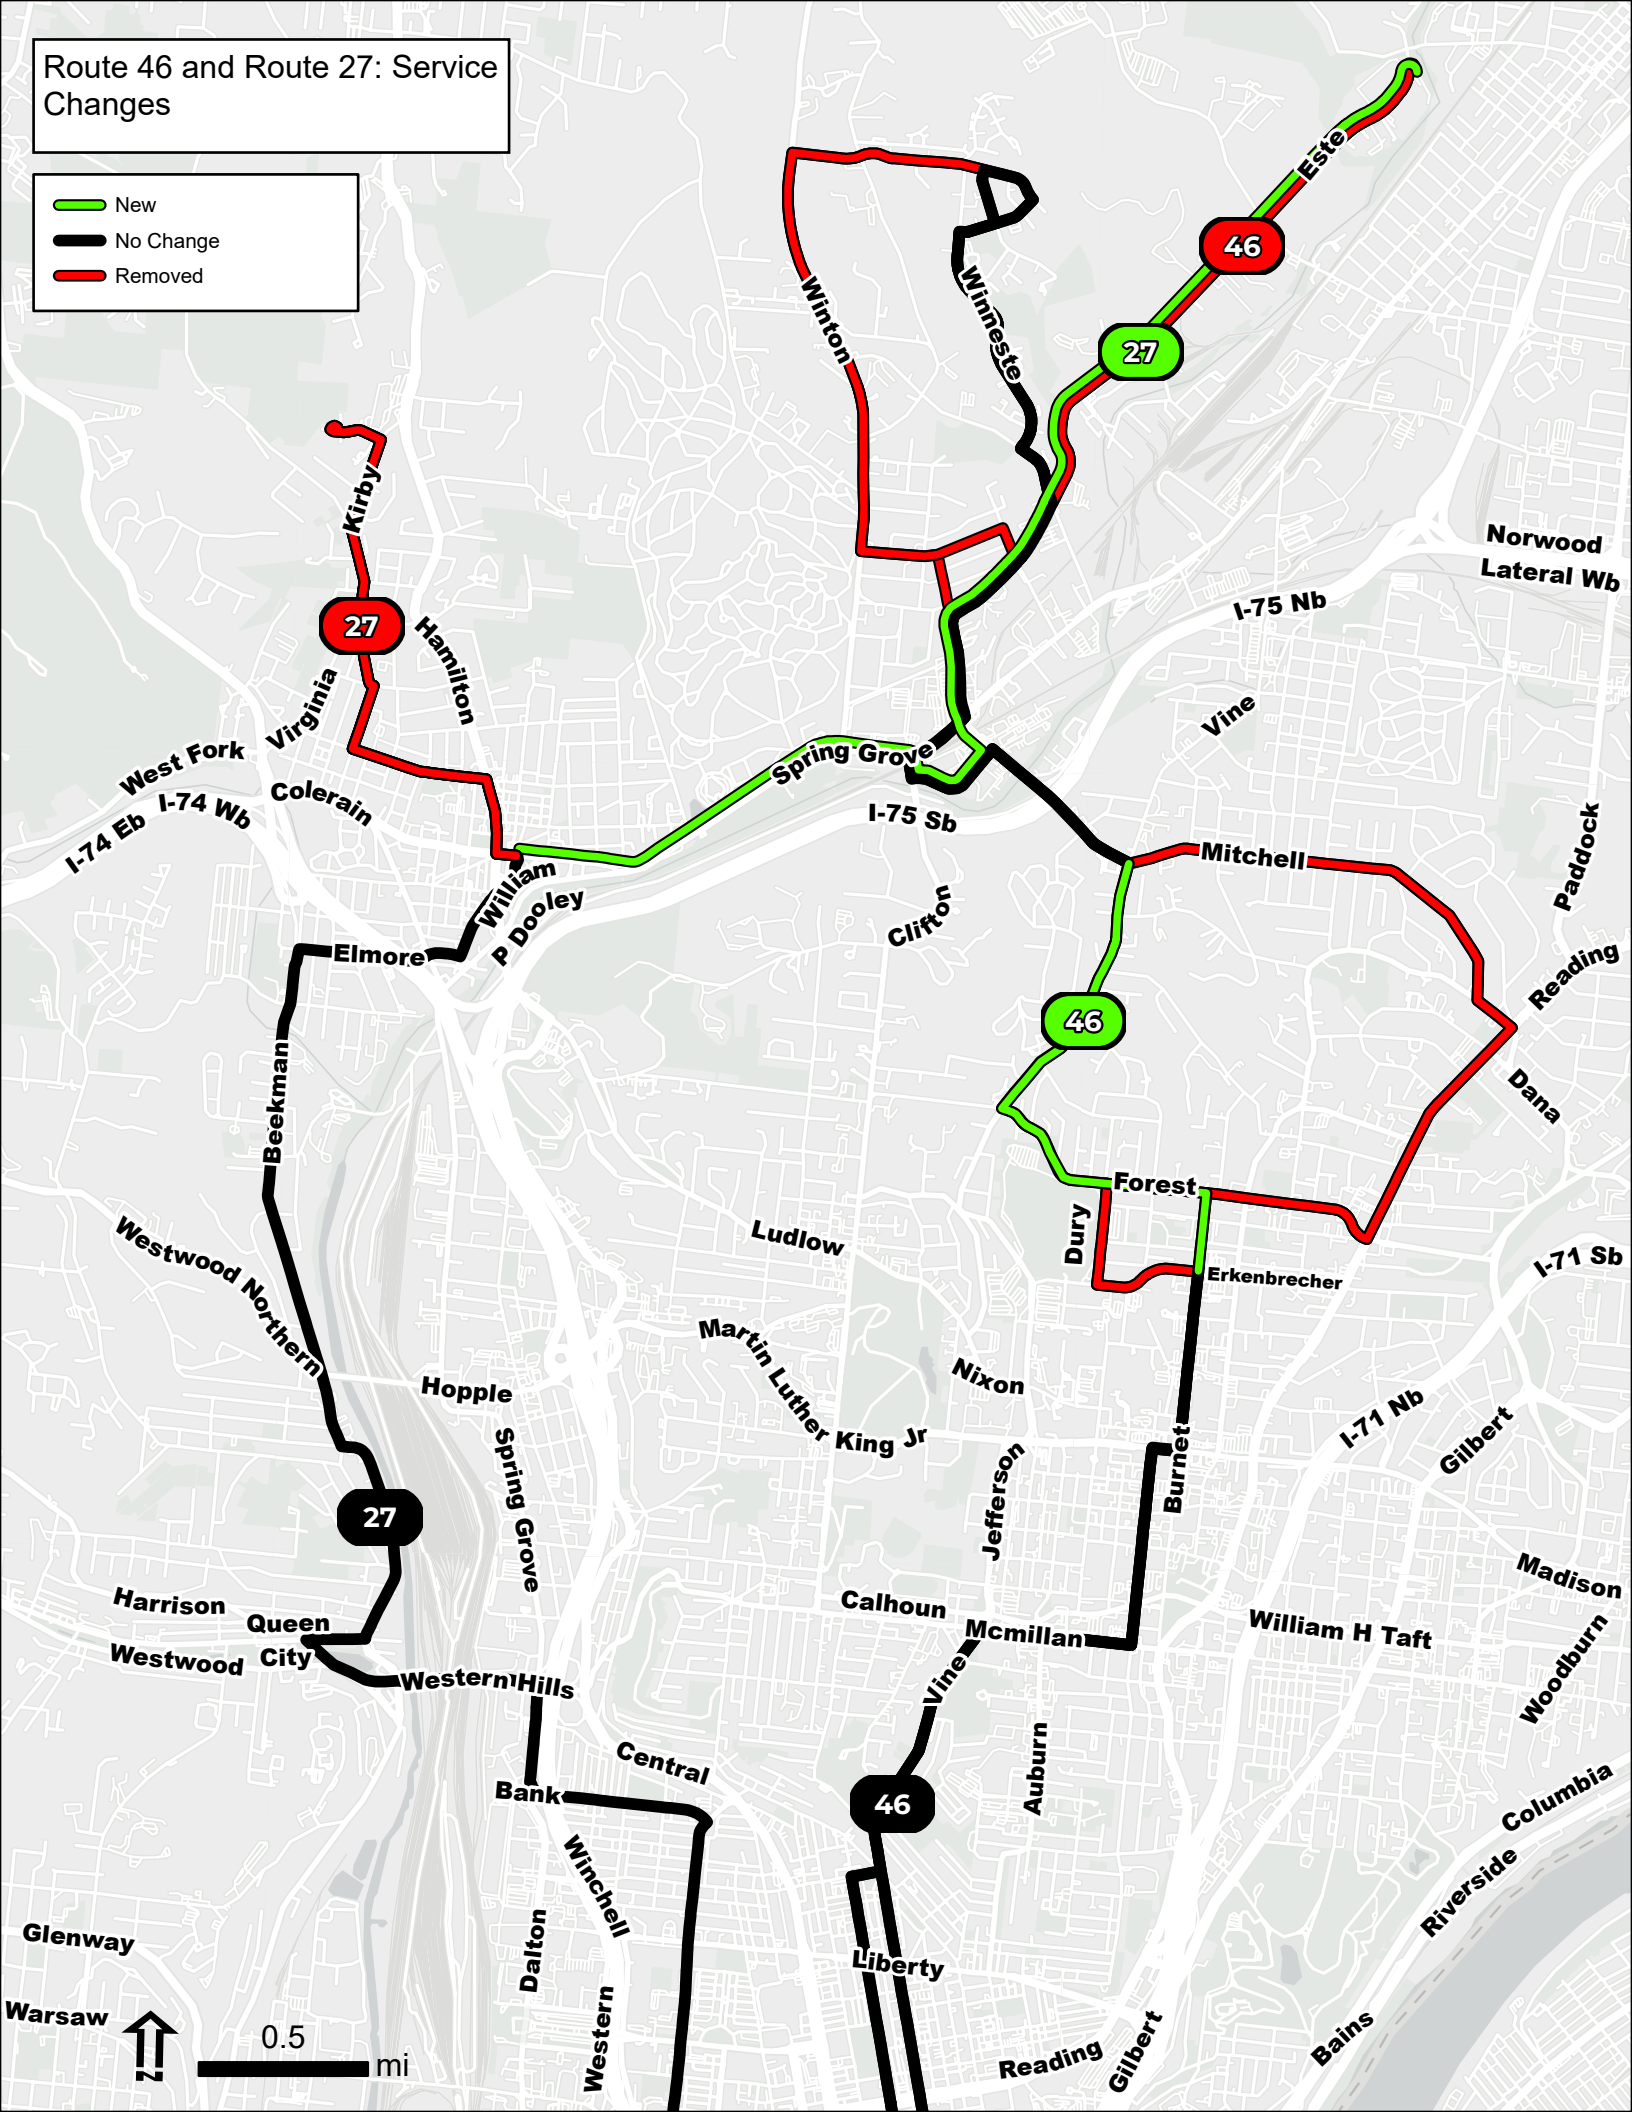 Route 46 and Route 27: Service
Changes
New
No Change
Removed
Este
46
27
Winton
Winneste
Kirby
27
Hamilton
Virginia
West Fork
Colerain
I-74 Wb
I-74 Eb
Norwood
Lateral Wb
I-75 Nb
Vine
Spring Grove
I-75 Sb
Mitchell
Paddock
William
P Dooley
Clifton
Elmore
Reading
46
Beekman
Dana
Forest
Dury
Erkenbrecher
Ludlow
Westwood Northern
I-71 Sb
Martin Luther King Jr
Nixon
Hopple
Spring Grove
Burnet
I-71 Nb
Gilbert
Jefferson
27
Madison
Harrison
Queen
City
Westwood
Western Hills
Calhoun
Mcmillan
William H Taft
Woodburn
Vine
Auburn
Central
Bank
46
Columbia
Winchell
Riverside
Dalton
Glenway
Liberty
Western
Warsaw
Reading
Gilbert
Bains
N
0.5
mi